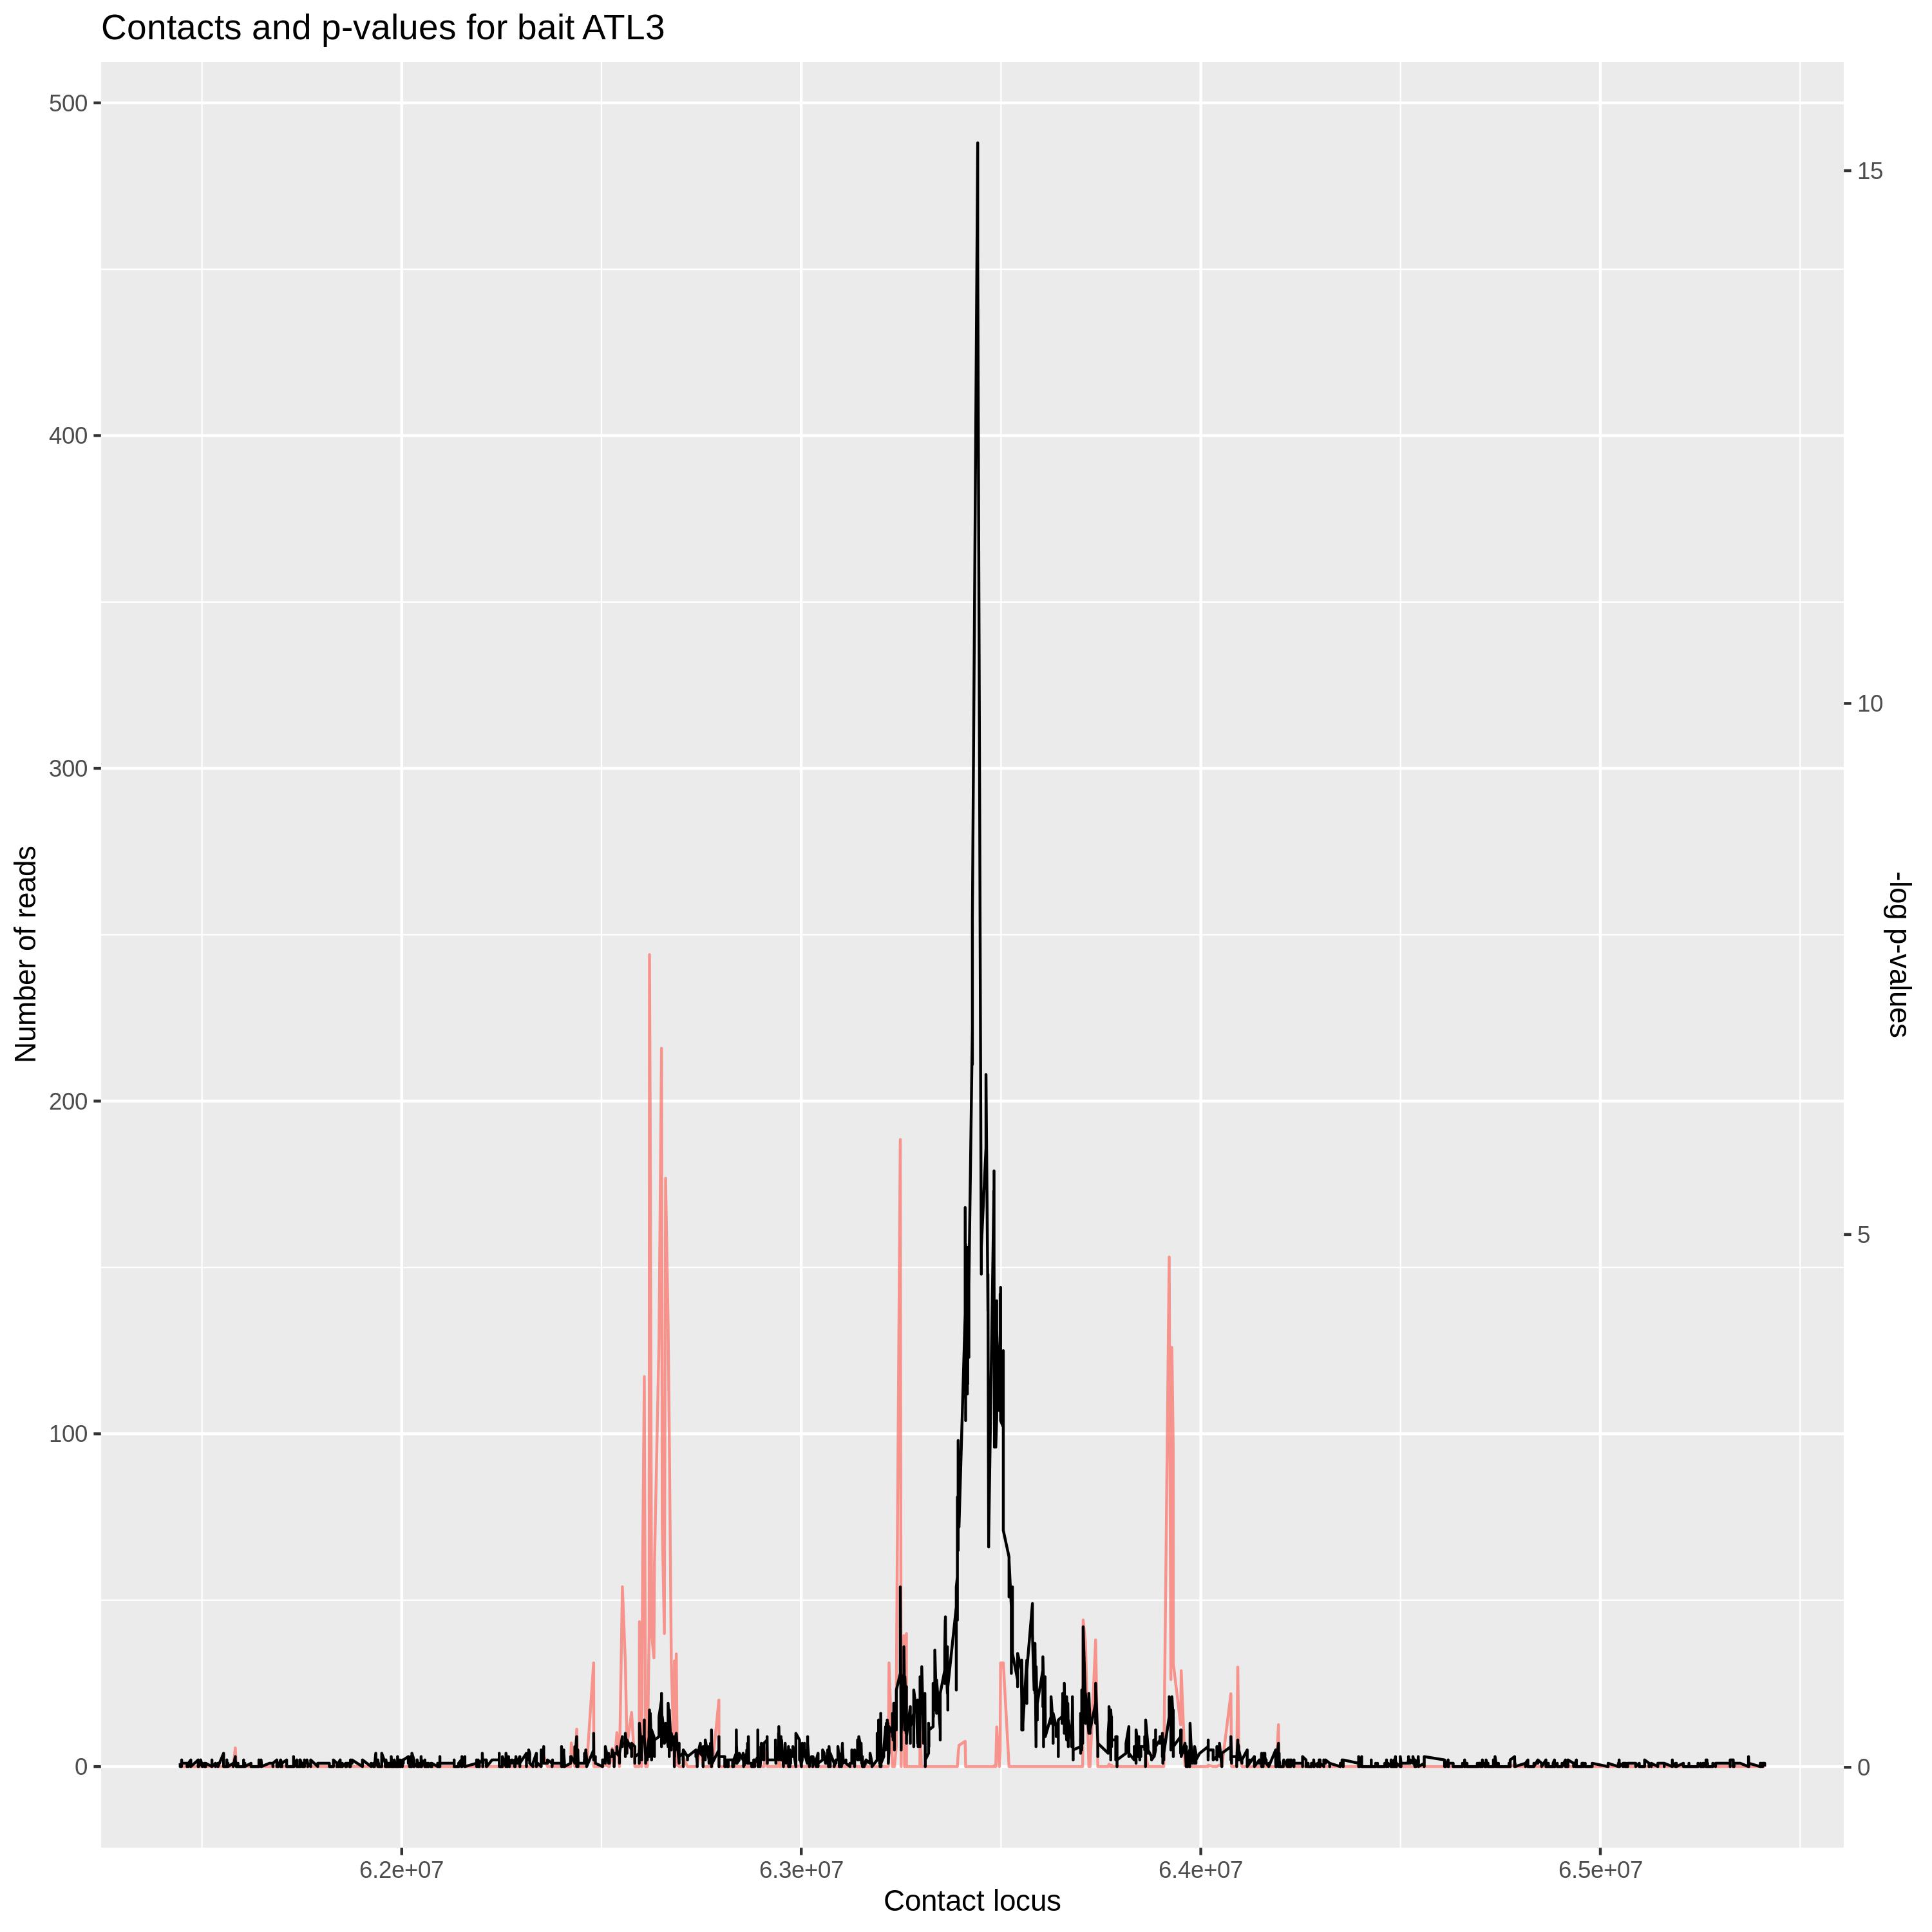 Contacts and p-values for bait ATL3
500
400
300
200
100
0
Number of reads
15
10
5
0
-log p-values
6.2e+07
6.3e+07
6.4e+07
6.5e+07
Contact locus